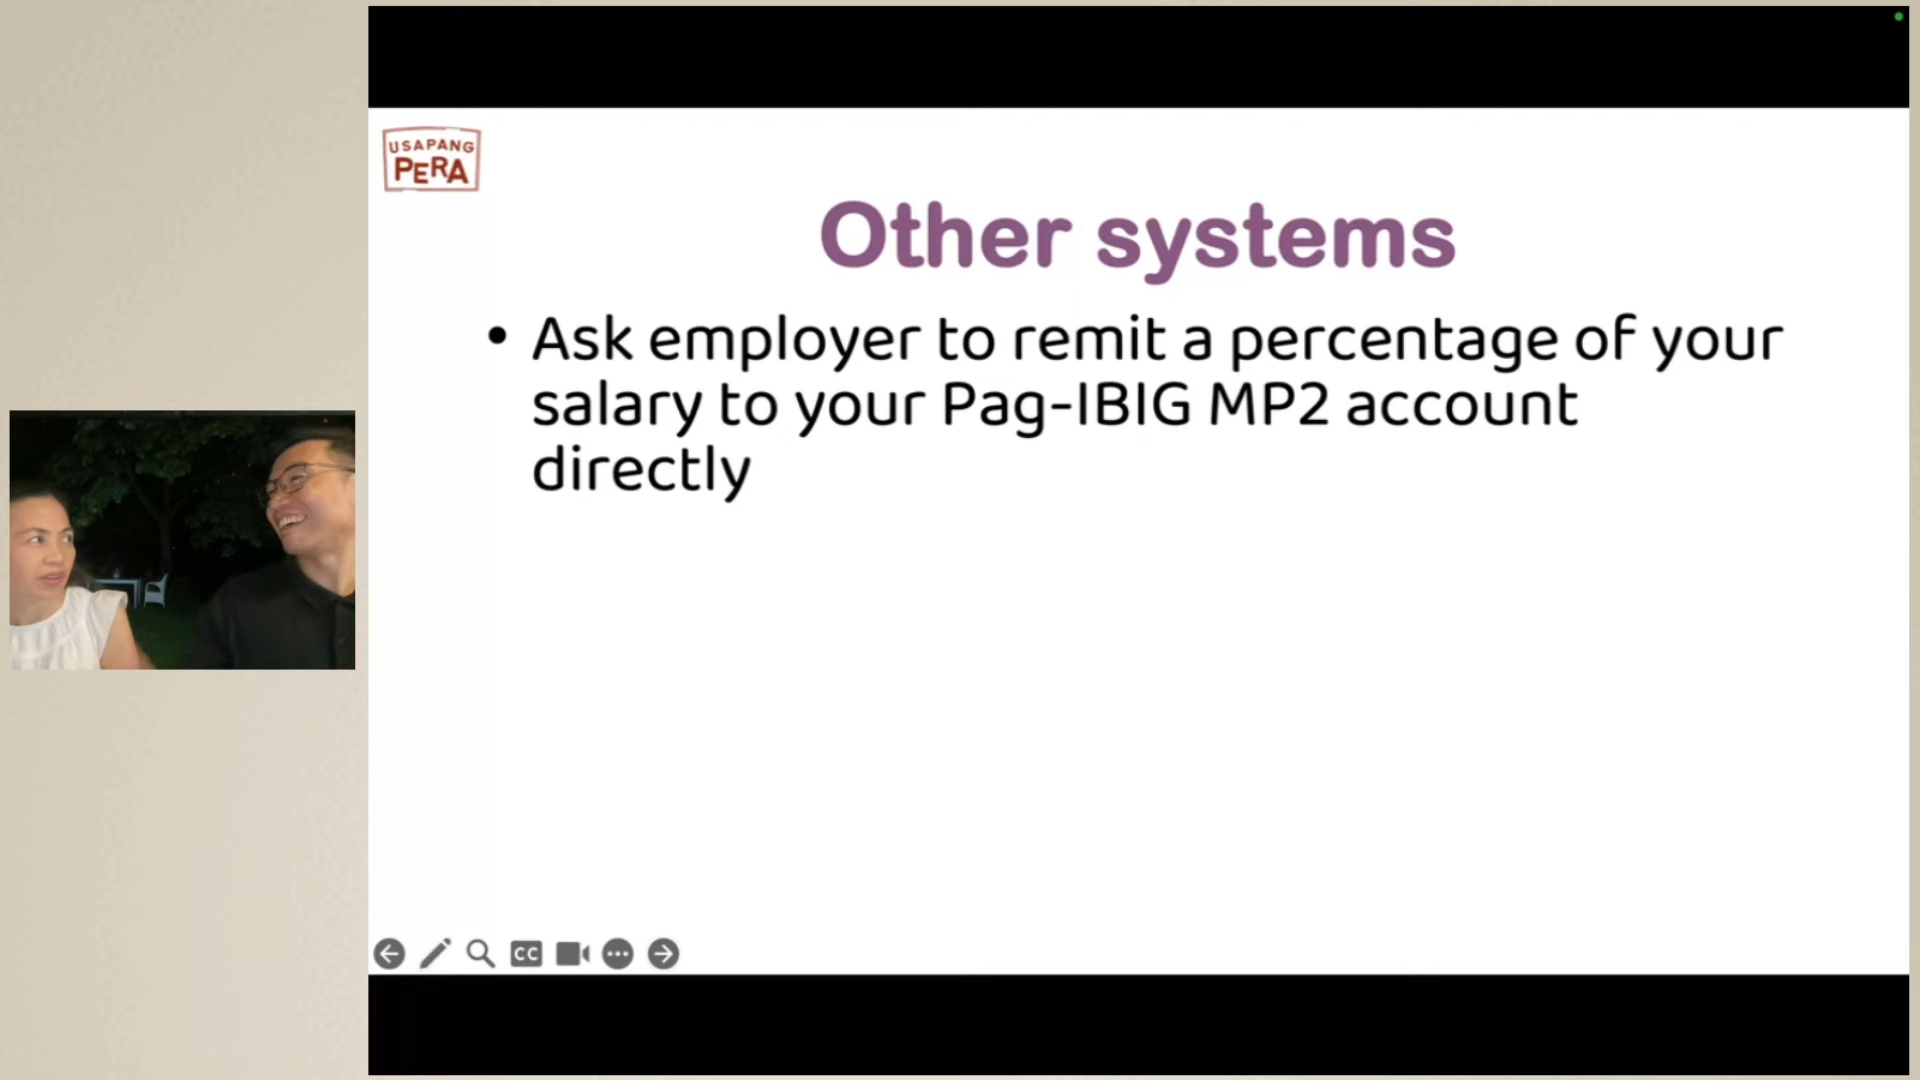 USAPANG
PERA
Other systems
• Ask employer to remit a percentage of your
salary to your Pag-IBIG MP2 account
directly
CC